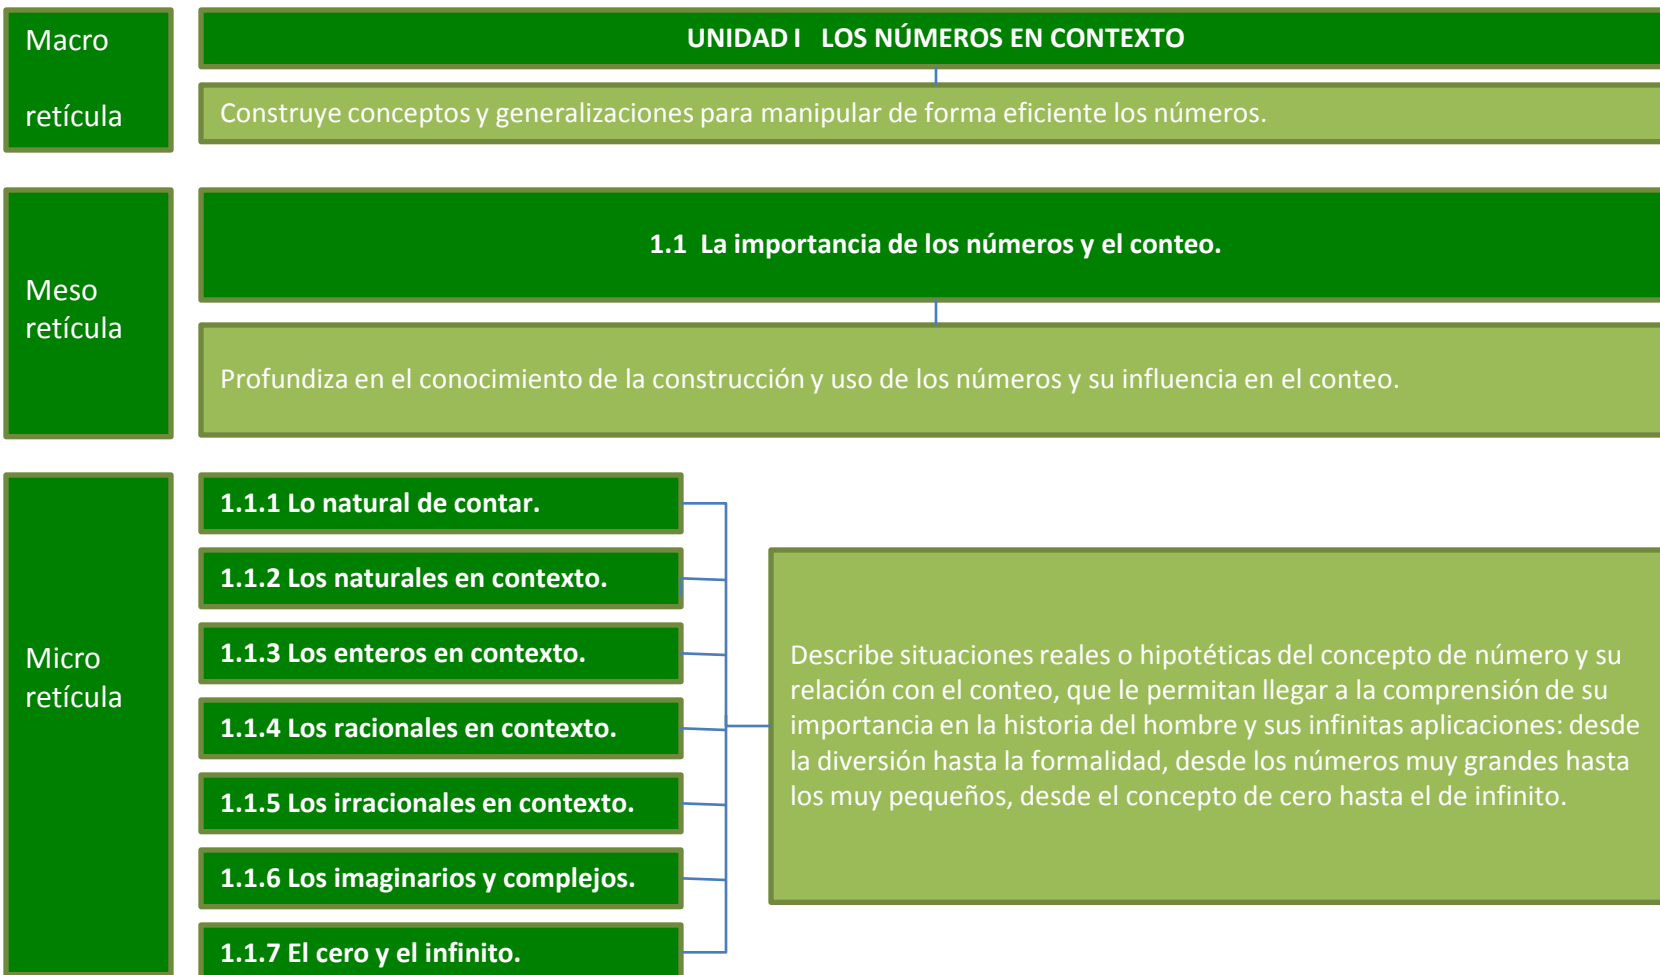 Macro
retícula
UNIDAD I LOS NÚMEROS EN CONTEXTO
Construye conceptos y generalizaciones para manipular de forma eficiente los números.
Meso
retícula
1.1 La importancia de los números y el conteo.
Profundiza en el conocimiento de la construcción y uso de los números y su influencia en el conteo.
Micro
retícula
1.1.1 Lo natural de contar.
1.1.2 Los naturales en contexto.
1.1.3 Los enteros en contexto.
1.1.4 Los racionales en contexto.
1.1.5 Los irracionales en contexto.
1.1.6 Los imaginarios y complejos.
1.1.7 El cero y el infinito.
Describe situaciones reales o hipotéticas del concepto de número y su
relación con el conteo, que le permitan llegar a la comprensión de su
importancia en la historia del hombre y sus infinitas aplicaciones: desde
la diversión hasta la formalidad, desde los números muy grandes hasta
los muy pequeños, desde el concepto de cero hasta el de infinito.